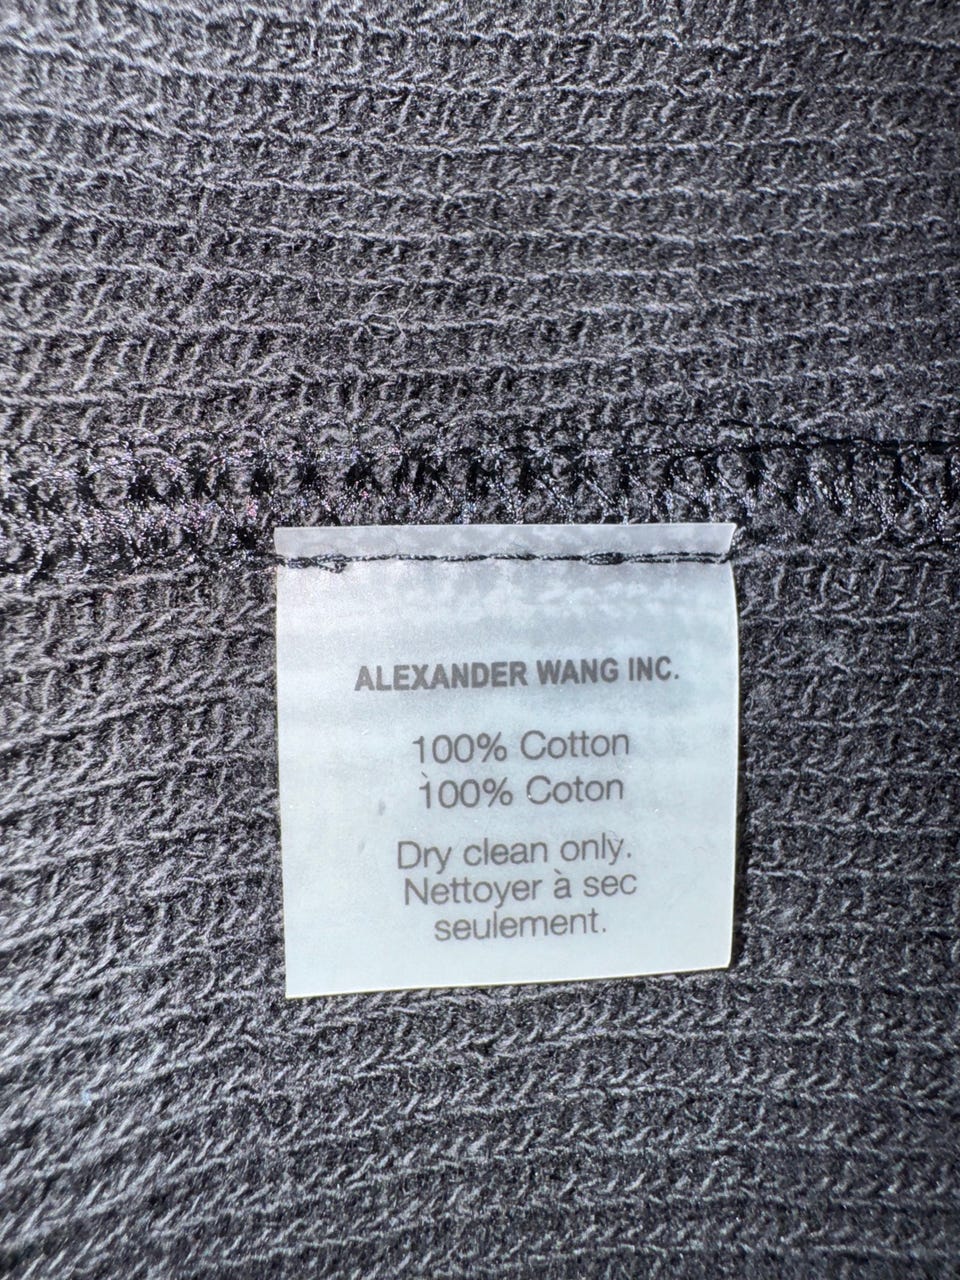 ALEXANDER WANG INC.
100% Cotton
100% Coton
Dry clean only.
Nettoyer à sec
seulement.